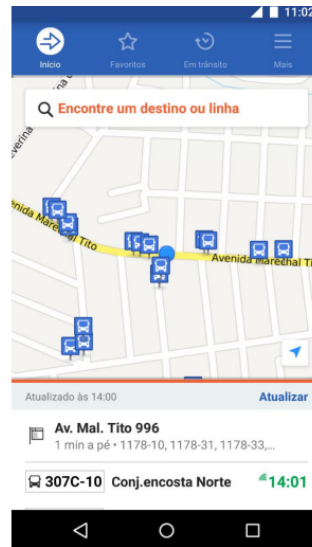 11:02
Início
Favoritos
Em trânsito
Mais
Encontre um destino ou linha
Avenida Marechal Tito
Avenida Marechal Ti
Atualizado às 14:00
Atualizar
Av. Mal. Tito 996
1 min a pé • 1178-10, 1178-31, 1178-33,...
307C-10 Conj.encosta Norte 14:01